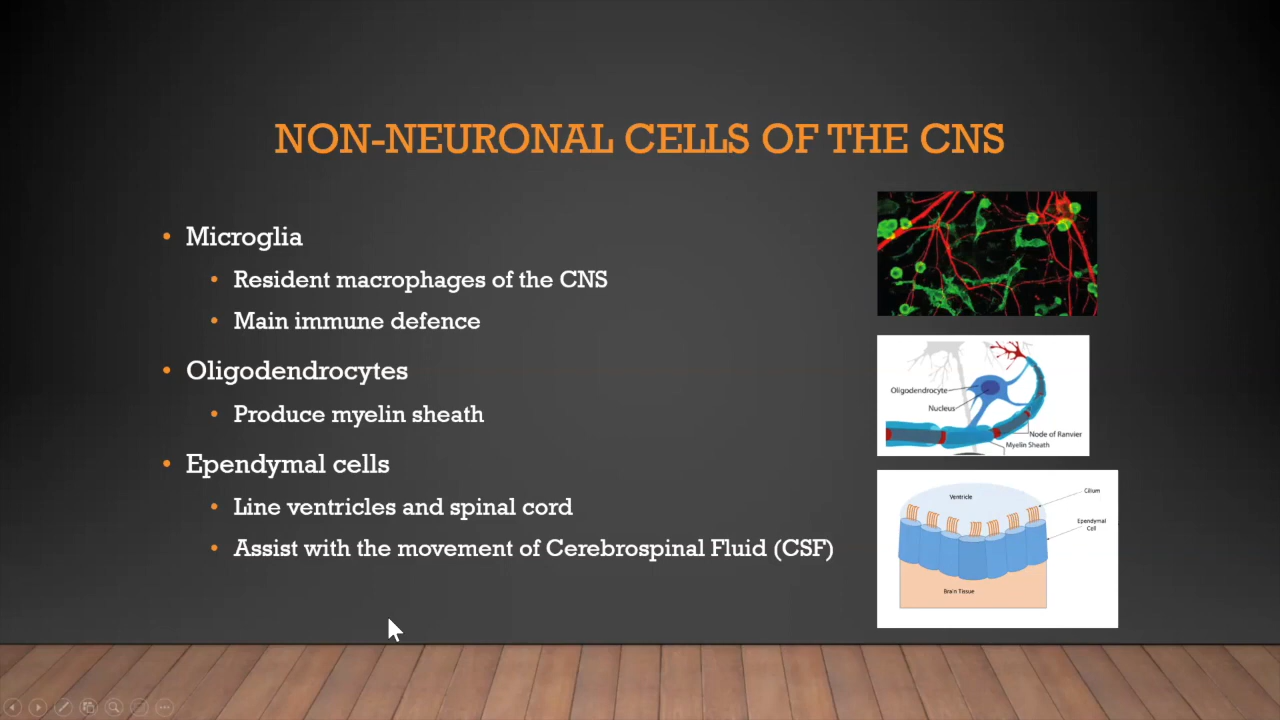 NON-NEURONAL CELLS OF THE CNS
• Microglia
• Resident macrophages of the CNS
• Main immune defence
• Oligodendrocytes
• Produce myelin sheath
• Ependymal cells
• Line ventricles and spinal cord
• Assist with the movement of Cerebrospinal Fluid (CSF)
Oligodendrocyte
Nucleus
Node of Ranvier
Myelin Sheath
Ventricle
Cilium
Ependymal
Cell
Brain Tissue